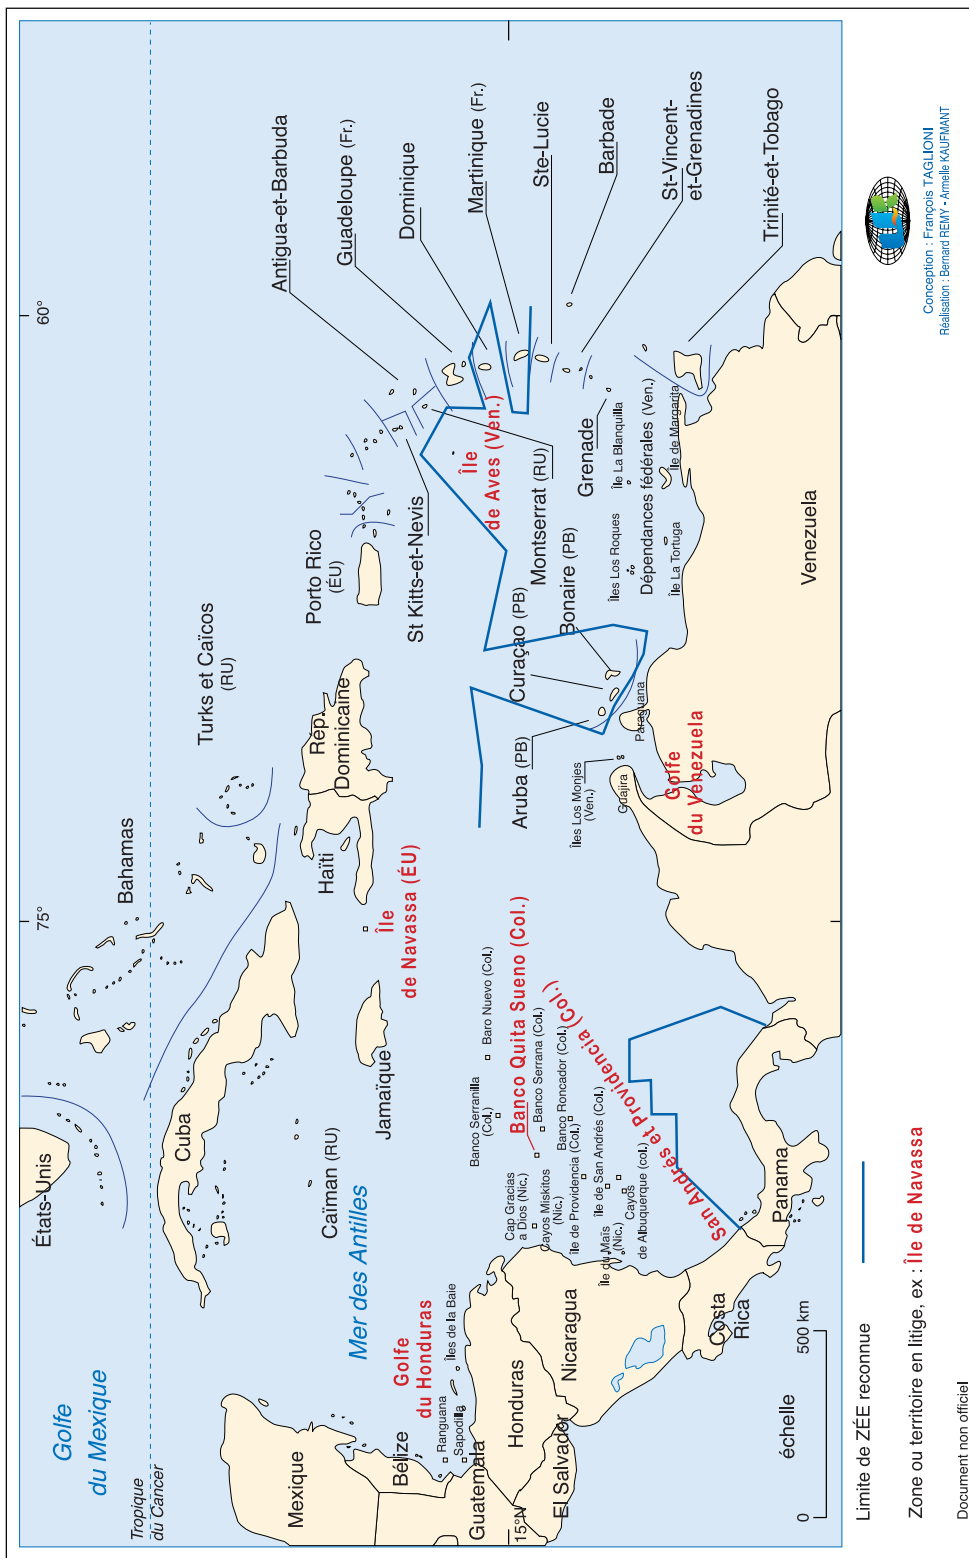 Golfe
du Mexique
Tropique
du Cancer
États-Unis
75°
60°
Bahamas
Turks et Caïcos
(RU)
Cuba
Mexique
Caïman (RU)
Mer des Antilles
Jamaïque
Haïti
Rép.
Dominicaine
Porto Rico
(ÉU)
Île
de Navassa (ÉU)
St Kitts-et-Nevis
Antigua-et-Barbuda
Guadeloupe (Fr.)
Dominique
Martinique (Fr.)
Ste-Lucie
Barbade
St-Vincent-
et-Grenadines
Trinité-et-Tobago
Île
de Aves (Ven.)
Montserrat (RU)
Grenade
Bélize
Golfe
du Honduras
Ranguana
Sapodilla
Îles de la Baie
Guatemala
15°N
Honduras
El Salvador
Nicaragua
Costa
Rica
Panama
Banco Serranilla
(Col.)
Baro Nuevo (Col.)
Banco Quita Sueno (Col.)
Banco Serrana (Col.)
Banco Roncador (Col.)
Cap Gracias
a Dios (Nic.)
Cayos Miskitos
(Nic.)
île de Providencia (Col.)
île de San Andrés (Col.)
île du Maïs
(Nic.)
Cayos
de Albuquerque (col.)
San Andrés et Providencia (Col.)
Aruba (PB)
Curaçao (PB)
Bonaire (PB)
Îles Los Monjes
(Ven.)
Guajira
Paraguana
Golfe
du Venezuela
Îles Los Roques
Île La Blanquilla
Dépendances fédérales (Ven.)
Île La Tortuga
Île de Margarita
Venezuela
échelle
0
500 km
Limite de ZÉE reconnue
Zone ou territoire en litige, ex : Île de Navassa
Document non officiel
Conception : François TAGLIONI
Réalisation : Bernard REMY - Armelle KAUFMANT